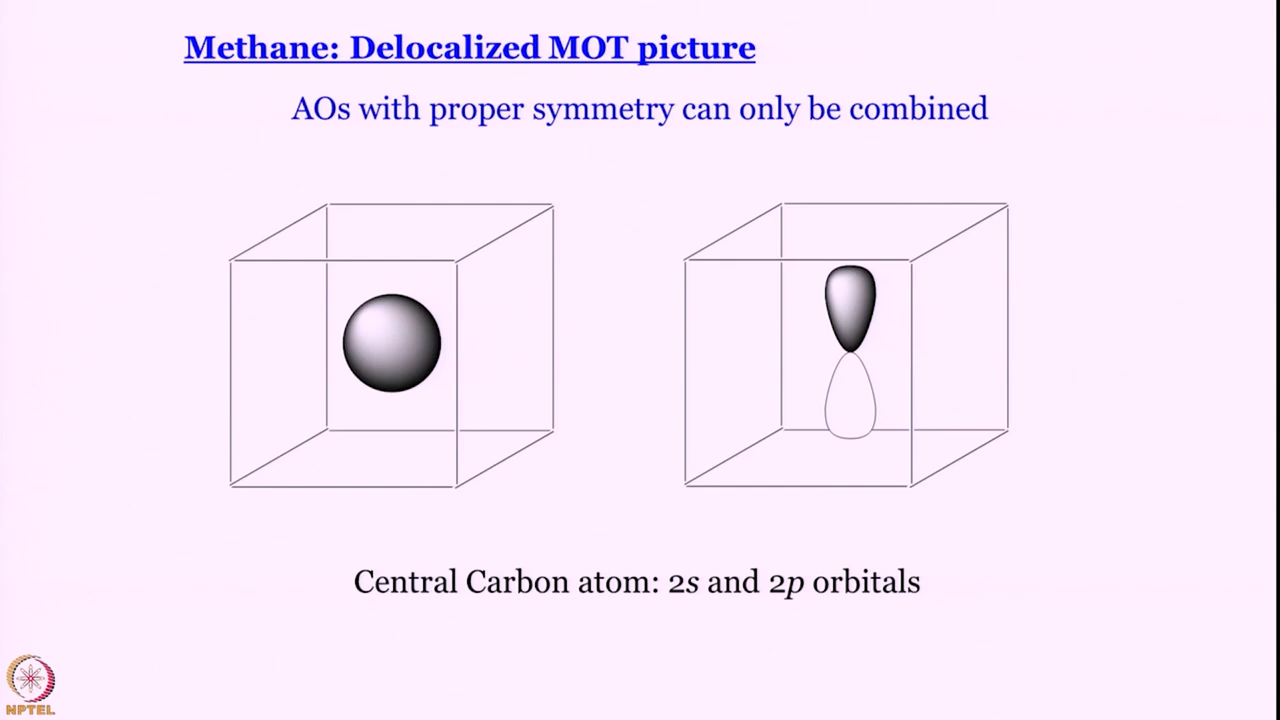 Methane: Delocalized MOT picture
AOs with proper symmetry can only be combined
Central Carbon atom: 2s and 2p orbitals
NPTEL